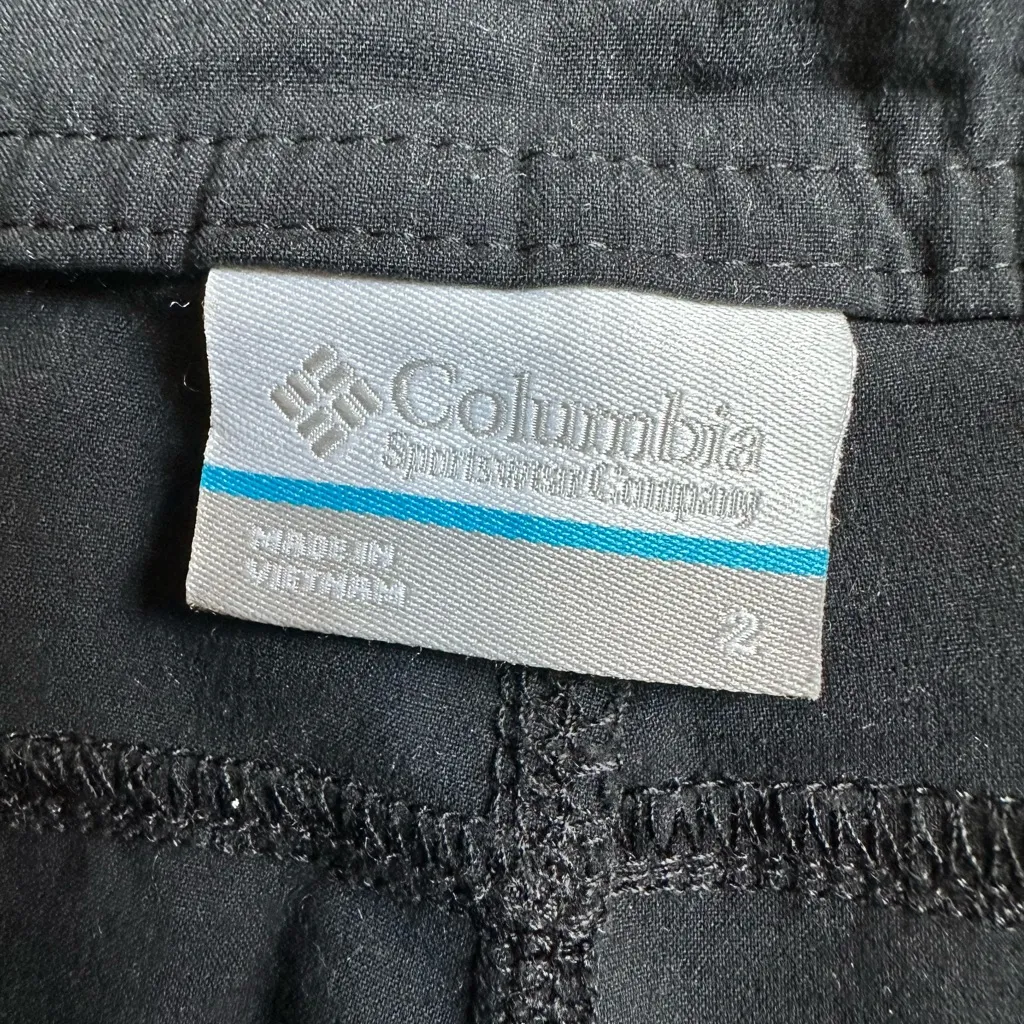 Columbia
Sportswear Company
MADE IN
VIETNAM
2